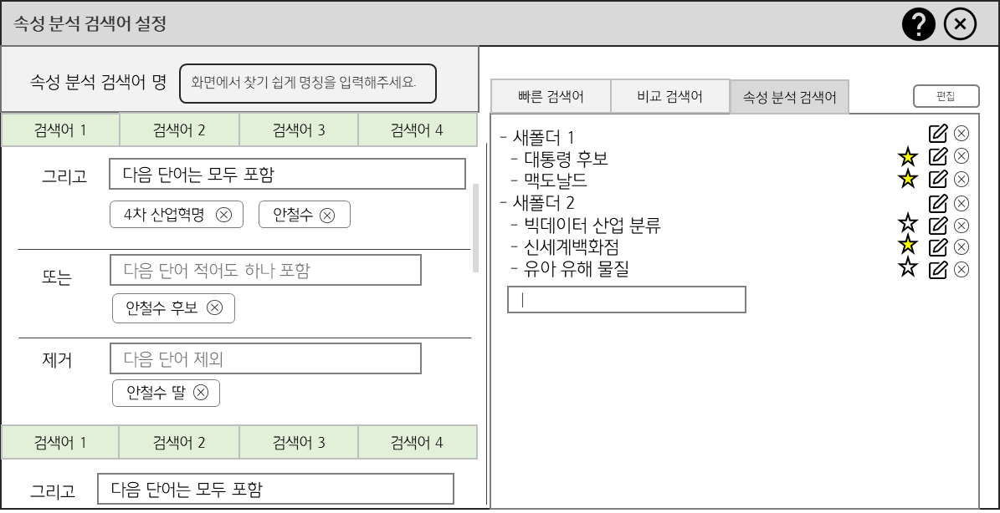 속성 분석 검색어 설정
속성 분석 검색어 명
화면에서 찾기 쉽게 명칭을 입력해주세요.
검색어 1 검색어 2 검색어 3 검색어 4
그리고
다음 단어는 모두 포함
4차 산업혁명
안철수
또는
다음 단어 적어도 하나 포함
안철수 후보
제거
다음 단어 제외
안철수 딸
검색어 1 검색어 2 검색어 3 검색어 4
그리고
다음 단어는 모두 포함
빠른 검색어 비교 검색어 속성 분석 검색어
편집
- 새폴더 1
- 대통령 후보
- 맥도날드
- 새폴더 2
- 빅데이터 산업 분류
- 신세계백화점
- 유아 유해 물질